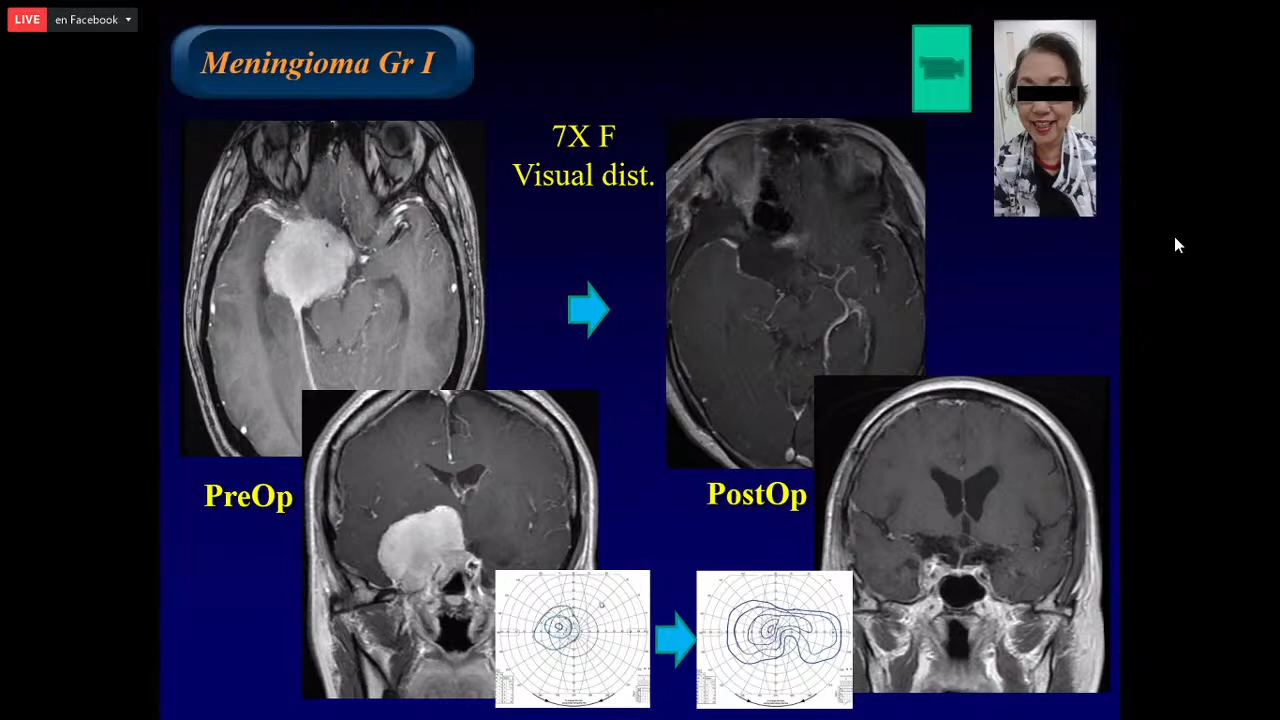 LIVE en Facebook
Meningioma Gr I
7X F
Visual dist.
PreOp
PostOp